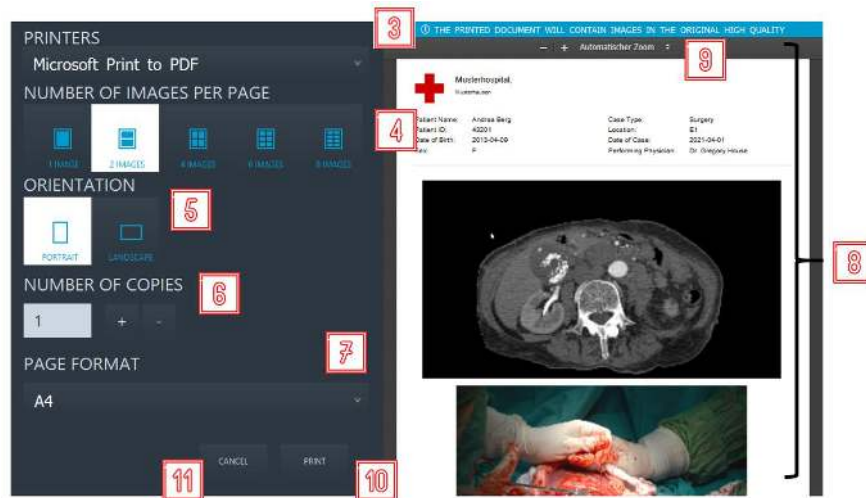 PRINTERS
3
Microsoft Print to PDF
NUMBER OF IMAGES PER PAGE
4
1 IMAGE
2 IMAGES
4 IMAGES
6 IMAGES
ORIENTATION
5
PORTRAIT
LANDSCAPE
NUMBER OF COPIES
6
1
+
-
7
PAGE FORMAT
A4
CANCEL
PRINT
11
10
THE PRINTED DOCUMENT WILL CONTAIN IMAGES IN THE ORIGINAL HIGH QUALITY
− + Automatischer Zoom
9
Musterhospital,
Musterhausen
Patient Name: Andrea Berg Case Type: Surgery
Patient ID: 43201 Location: E1
Date of Birth: 2013-04-09 Date of Case: 2021-04-01
Sex: F Performing Physician: Dr. Gregory House
8